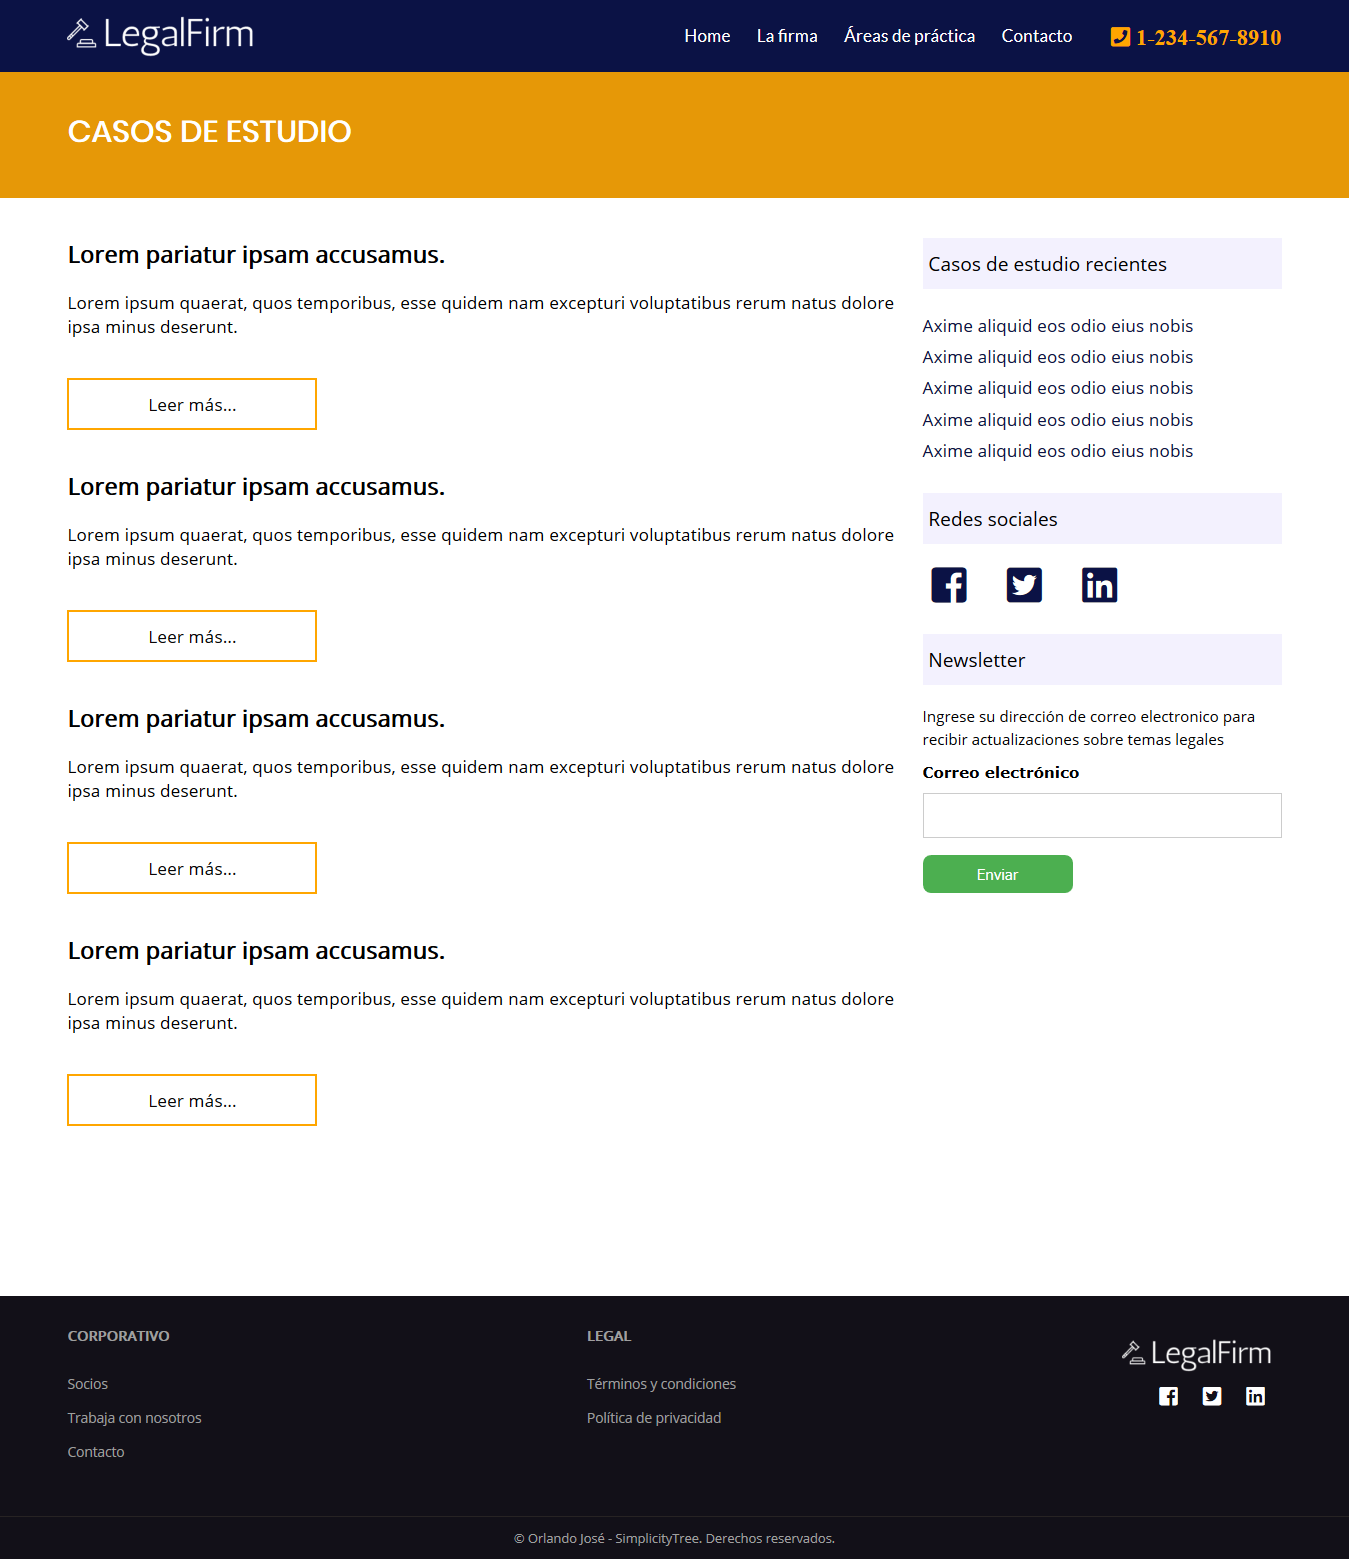 LegalFirm
Home La firma Áreas de práctica Contacto 1-234-567-8910
CASOS DE ESTUDIO
Lorem pariatur ipsam accusamus.
Lorem ipsum quaerat, quos temporibus, esse quidem nam excepturi voluptatibus rerum natus dolore
ipsa minus deserunt.
Leer más...
Lorem pariatur ipsam accusamus.
Lorem ipsum quaerat, quos temporibus, esse quidem nam excepturi voluptatibus rerum natus dolore
ipsa minus deserunt.
Leer más...
Lorem pariatur ipsam accusamus.
Lorem ipsum quaerat, quos temporibus, esse quidem nam excepturi voluptatibus rerum natus dolore
ipsa minus deserunt.
Leer más...
Lorem pariatur ipsam accusamus.
Lorem ipsum quaerat, quos temporibus, esse quidem nam excepturi voluptatibus rerum natus dolore
ipsa minus deserunt.
Leer más...
Casos de estudio recientes
Axime aliquid eos odio eius nobis
Axime aliquid eos odio eius nobis
Axime aliquid eos odio eius nobis
Axime aliquid eos odio eius nobis
Axime aliquid eos odio eius nobis
Redes sociales
Newsletter
Ingrese su dirección de correo electronico para
recibir actualizaciones sobre temas legales
Correo electrónico
Enviar
CORPORATIVO
Socios
Trabaja con nosotros
Contacto
LEGAL
Términos y condiciones
Política de privacidad
LegalFirm
© Orlando José - SimplicityTree. Derechos reservados.